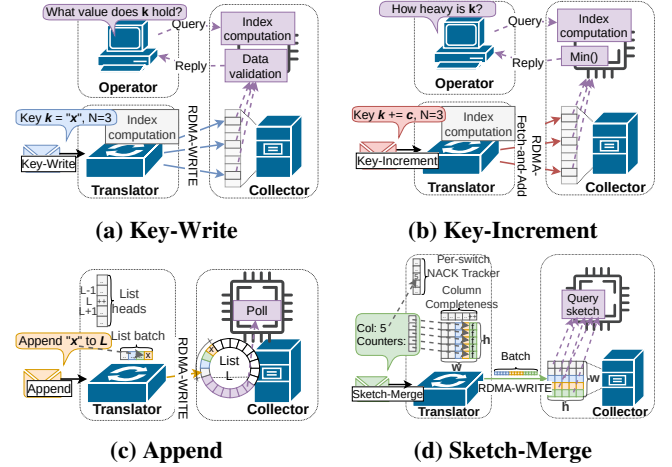 What value does k hold?
Query
Index
computation
Reply
Data
validation
Operator
Key k = "x", N=3
Index
computation
Key-Write
RDMA-WRITE
Translator
Collector
(a) Key-Write
How heavy is k?
Query
Index
computation
Reply
Min()
Operator
Key k += c, N=3
Index
computation
Key-Increment
RDMA-
Fetch-and-Add
Translator
Collector
(b) Key-Increment
L-1
L
L+1
++
List
heads
List batch
Append "x" to L
x
Append
RDMA-WRITE
Poll
List
L
Translator
Collector
(c) Append
Per-switch
NACK Tracker
5
Column
Completeness
Col: 5
Counters:
h
w
Sketch-Merge
Batch
RDMA-WRITE
Query
sketch
w
h
Translator
Collector
(d) Sketch-Merge